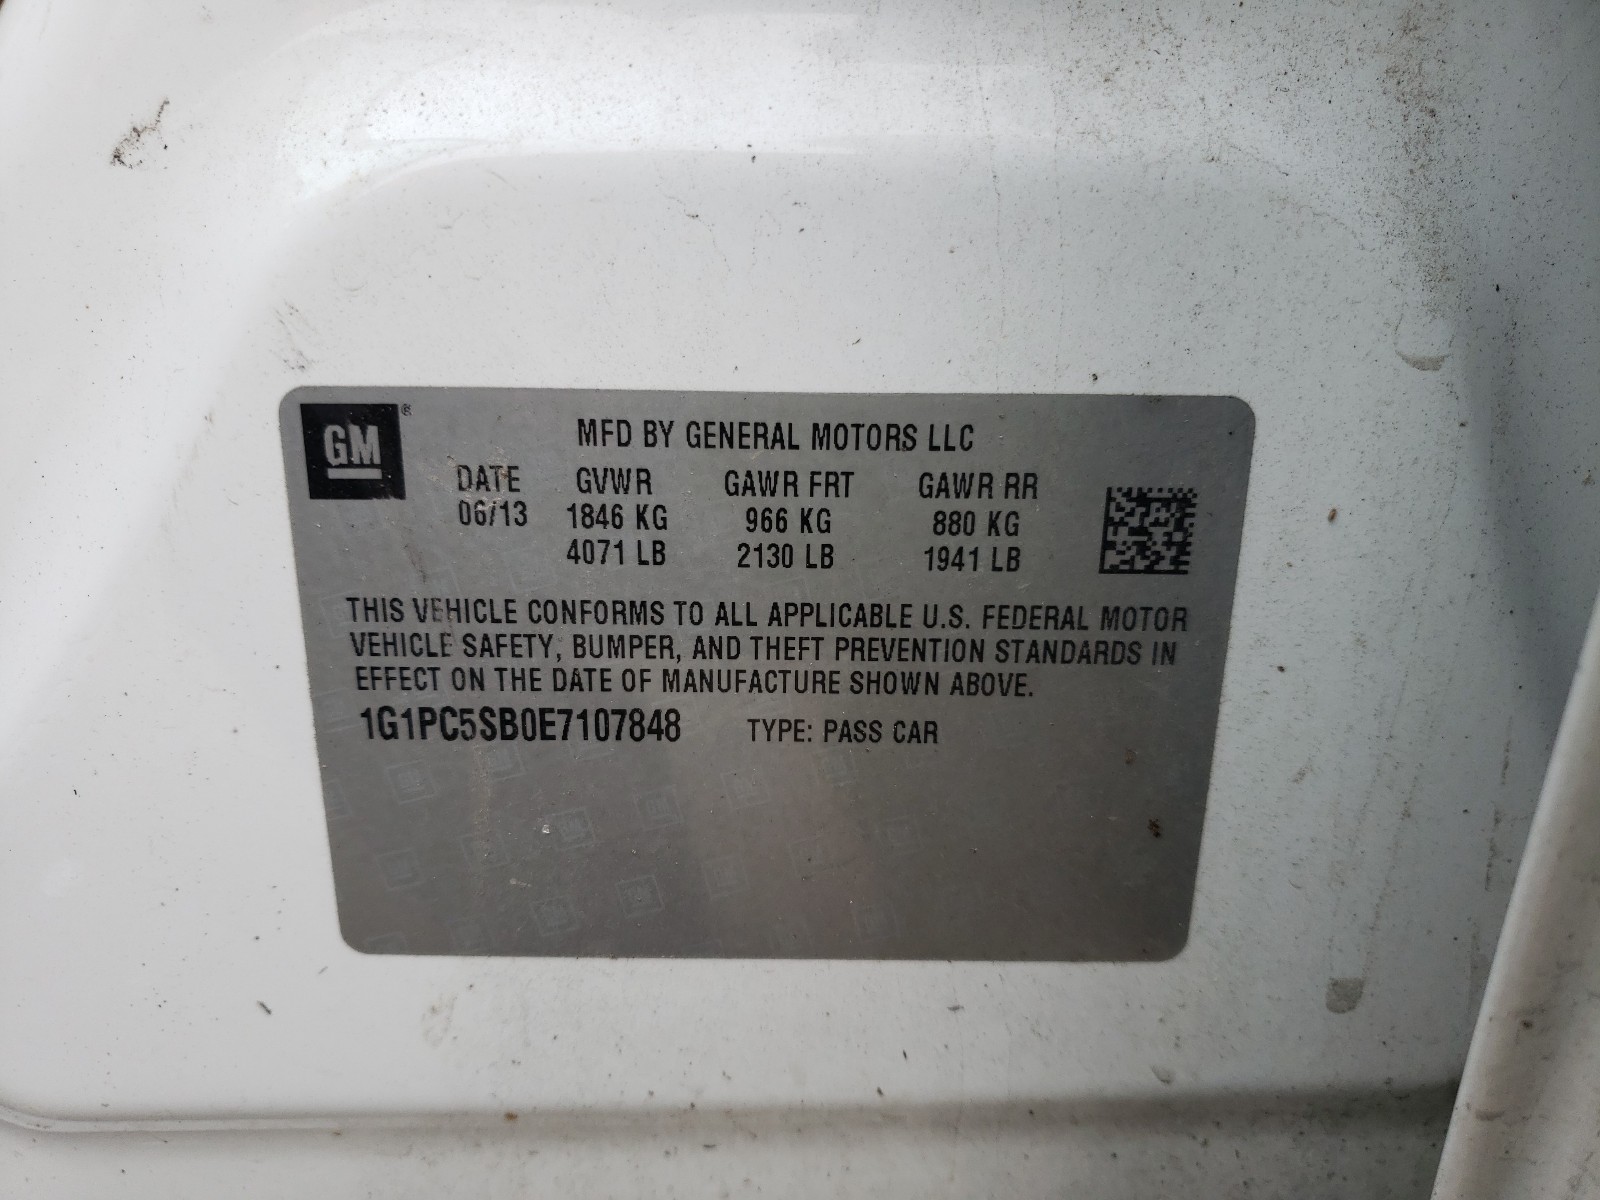 GM®
MFD BY GENERAL MOTORS LLC
DATE GVWR GAWR FRT GAWR RR
06/13 1846 KG 966 KG 880 KG
4071 LB 2130 LB 1941 LB
THIS VEHICLE CONFORMS TO ALL APPLICABLE U.S. FEDERAL MOTOR
VEHICLE SAFETY, BUMPER, AND THEFT PREVENTION STANDARDS IN
EFFECT ON THE DATE OF MANUFACTURE SHOWN ABOVE.
1G1PC5SB0E7107848 TYPE: PASS CAR